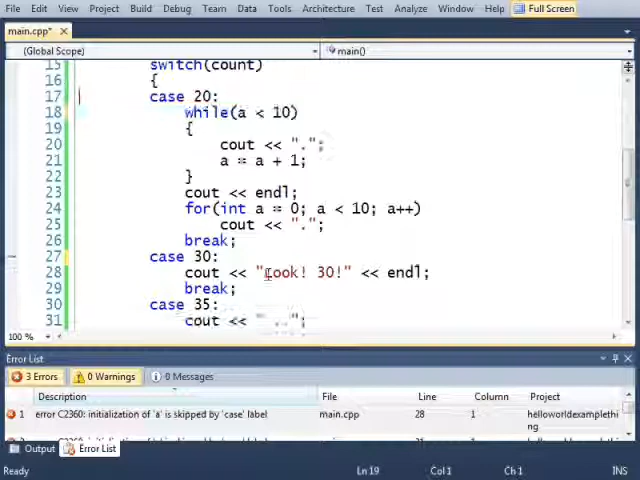 File Edit View Project Build Debug Team Data Tools Architecture Test Analyze Window Help Full Screen
main.cpp*
(Global Scope) main()
15 switch(count)
16 {
17 case 20:
18 while(a < 10)
19 {
20 cout << ".";
21 a = a + 1;
22 }
23 cout << endl;
24 for(int a = 0; a < 10; a++)
25 cout << ".";
26 break;
27 case 30:
28 cout << "Look! 30!" << endl;
29 break;
30 case 35:
31 cout <<
100 %
Error List
3 Errors 0 Warnings 0 Messages
Description File Line Column Project
1 error C2360: initialization of 'a' is skipped by 'case' label main.cpp 28 1 helloworldexamplethi
ng
Output Error List
Ready Ln 19 Col 1 Ch 1 INS